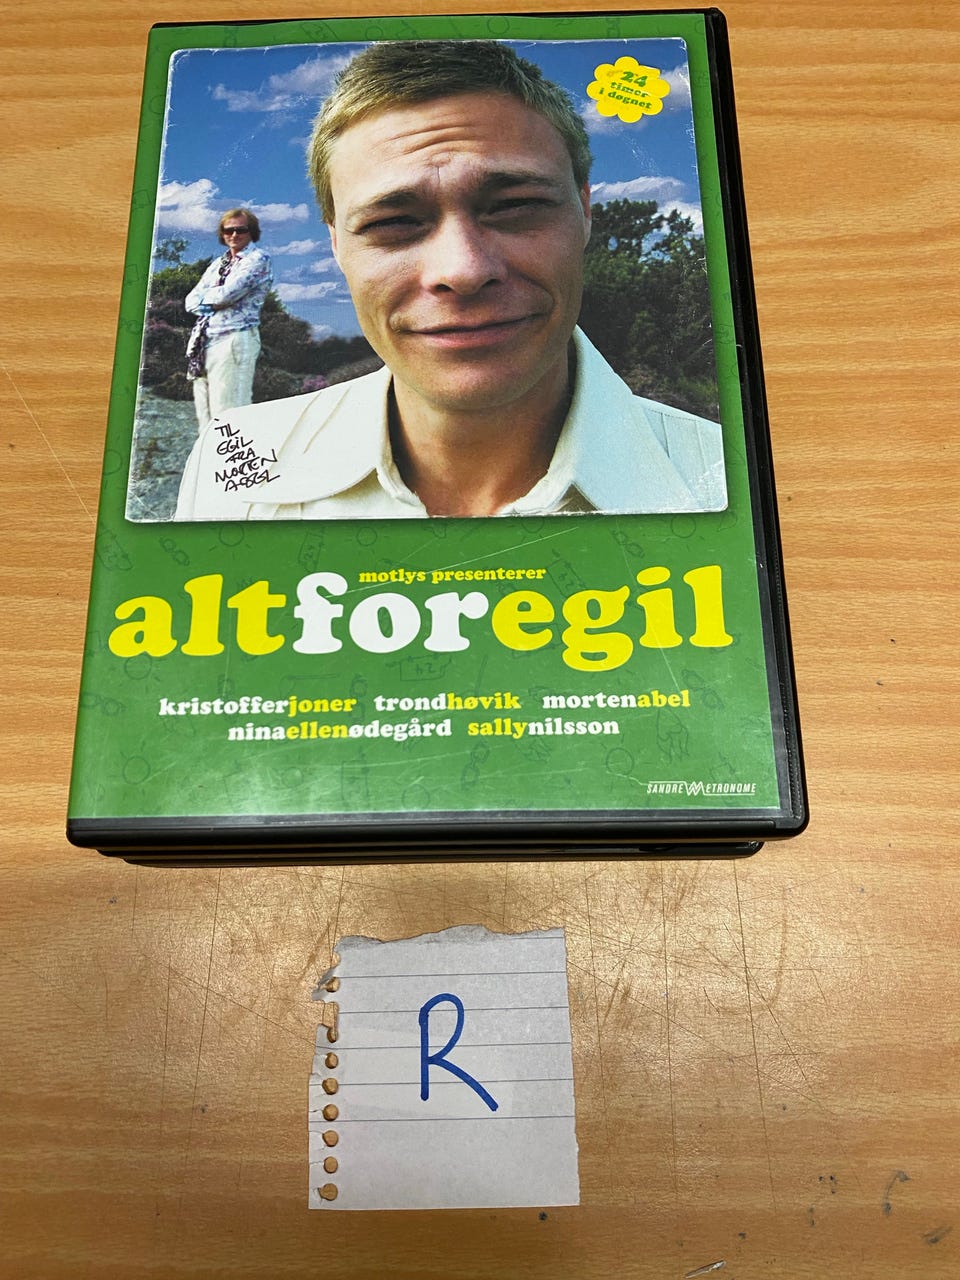 24
timer
i døgnet
TIL
EGIL
FRA
MORTEN
ABEL
motlys presenterer
altforegil
kristofferjoner trondhøvik mortenabel
ninaellenødegård sallynilsson
SANDREW METRONOME
R